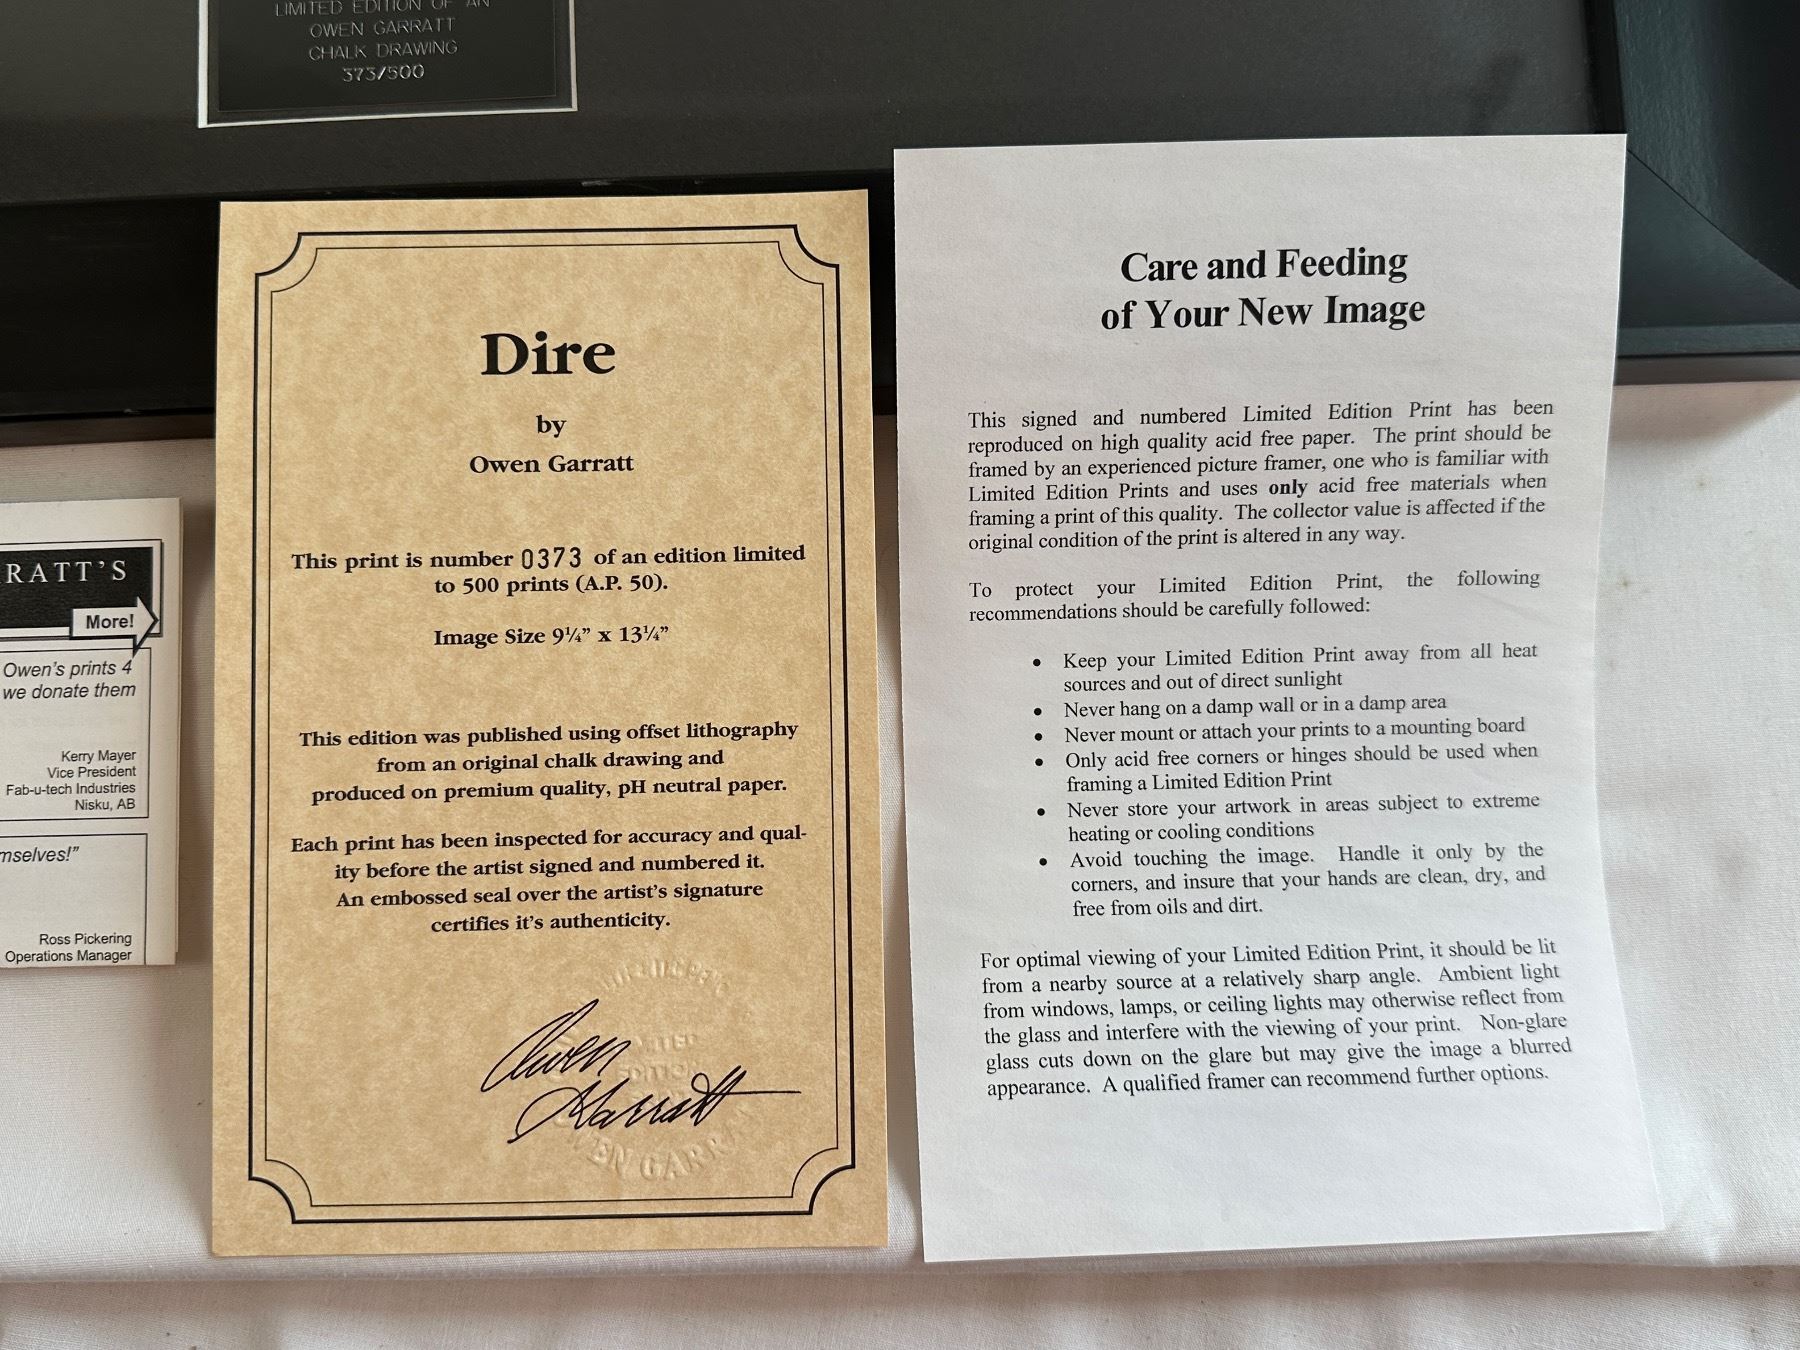 LIMITED EDITION OF AN
OWEN GARRATT
CHALK DRAWING
373/500
RATT'S
More!
Owen's prints 4
we donate them
Kerry Mayer
Vice President
Fab-u-tech Industries
Nisku, AB
mselves!”
Ross Pickering
Operations Manager
Dire
by
Owen Garratt
This print is number 0373 of an edition limited
to 500 prints (A.P. 50).
Image Size 9¼” x 13¼”
This edition was published using offset lithography
from an original chalk drawing and
produced on premium quality, pH neutral paper.
Each print has been inspected for accuracy and qual-
ity before the artist signed and numbered it.
An embossed seal over the artist's signature
certifies it's authenticity.
LIMITED
EDITION
Owen
Garratt
OWEN GARRATT
Care and Feeding
of Your New Image
This signed and numbered Limited Edition Print has been
reproduced on high quality acid free paper. The print should be
framed by an experienced picture framer, one who is familiar with
Limited Edition Prints and uses only acid free materials when
framing a print of this quality. The collector value is affected if the
original condition of the print is altered in any way.
To protect your Limited Edition Print, the following
recommendations should be carefully followed:
• Keep your Limited Edition Print away from all heat
sources and out of direct sunlight
• Never hang on a damp wall or in a damp area
• Never mount or attach your prints to a mounting board
• Only acid free corners or hinges should be used when
framing a Limited Edition Print
• Never store your artwork in areas subject to extreme
heating or cooling conditions
• Avoid touching the image. Handle it only by the
corners, and insure that your hands are clean, dry, and
free from oils and dirt.
For optimal viewing of your Limited Edition Print, it should be lit
from a nearby source at a relatively sharp angle. Ambient light
from windows, lamps, or ceiling lights may otherwise reflect from
the glass and interfere with the viewing of your print. Non-glare
glass cuts down on the glare but may give the image a blurred
appearance. A qualified framer can recommend further options.